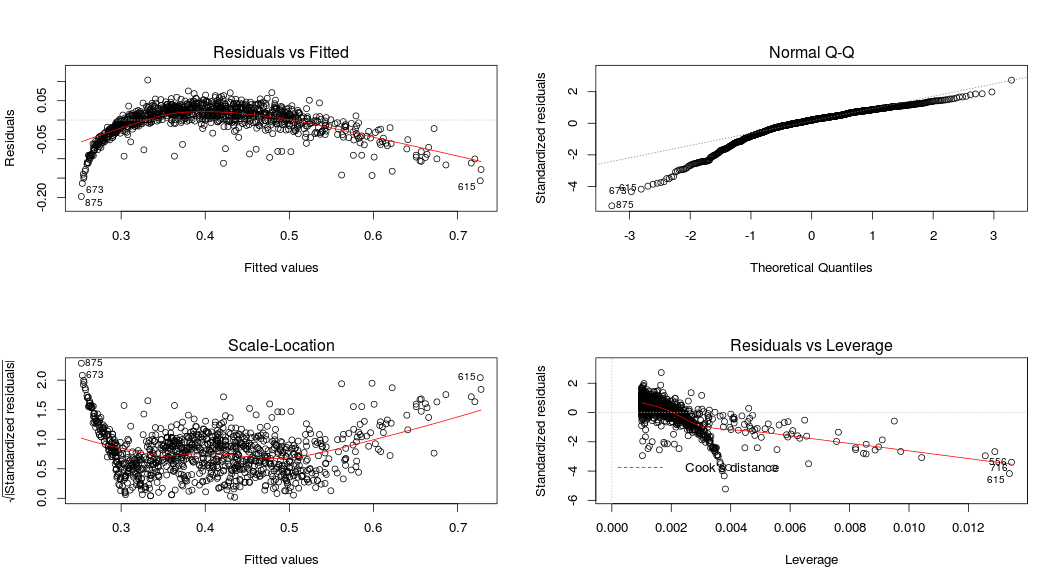 Residuals vs Fitted
Residuals
0.05
-0.05
-0.20
673
875
615
0.3 0.4 0.5 0.6 0.7
Fitted values
Normal Q-Q
Standardized residuals
2
0
-2
-4
673
615
875
-3 -2 -1 0 1 2 3
Theoretical Quantiles
Scale-Location
√|Standardized residuals|
2.0
1.5
1.0
0.5
0.0
875
673
615
0.3 0.4 0.5 0.6 0.7
Fitted values
Residuals vs Leverage
Standardized residuals
2
0
-2
-4
-6
Cook's distance
556
716
615
0.000 0.002 0.004 0.006 0.008 0.010 0.012
Leverage